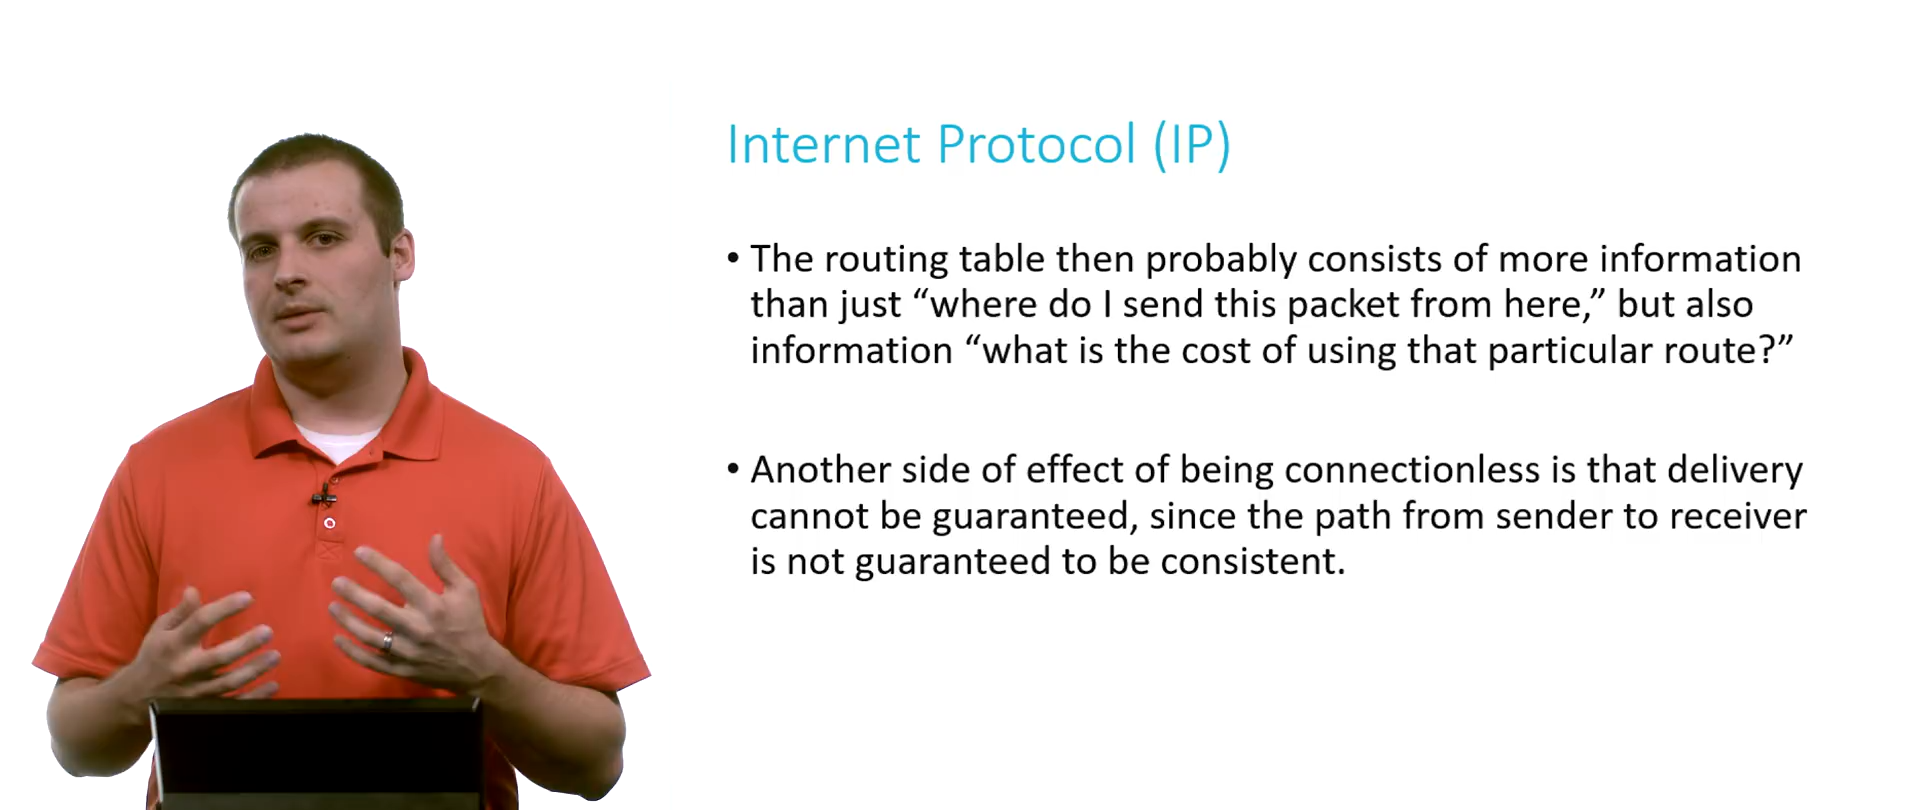 Internet Protocol (IP)
• The routing table then probably consists of more information
than just “where do I send this packet from here,” but also
information “what is the cost of using that particular route?”
• Another side of effect of being connectionless is that delivery
cannot be guaranteed, since the path from sender to receiver
is not guaranteed to be consistent.